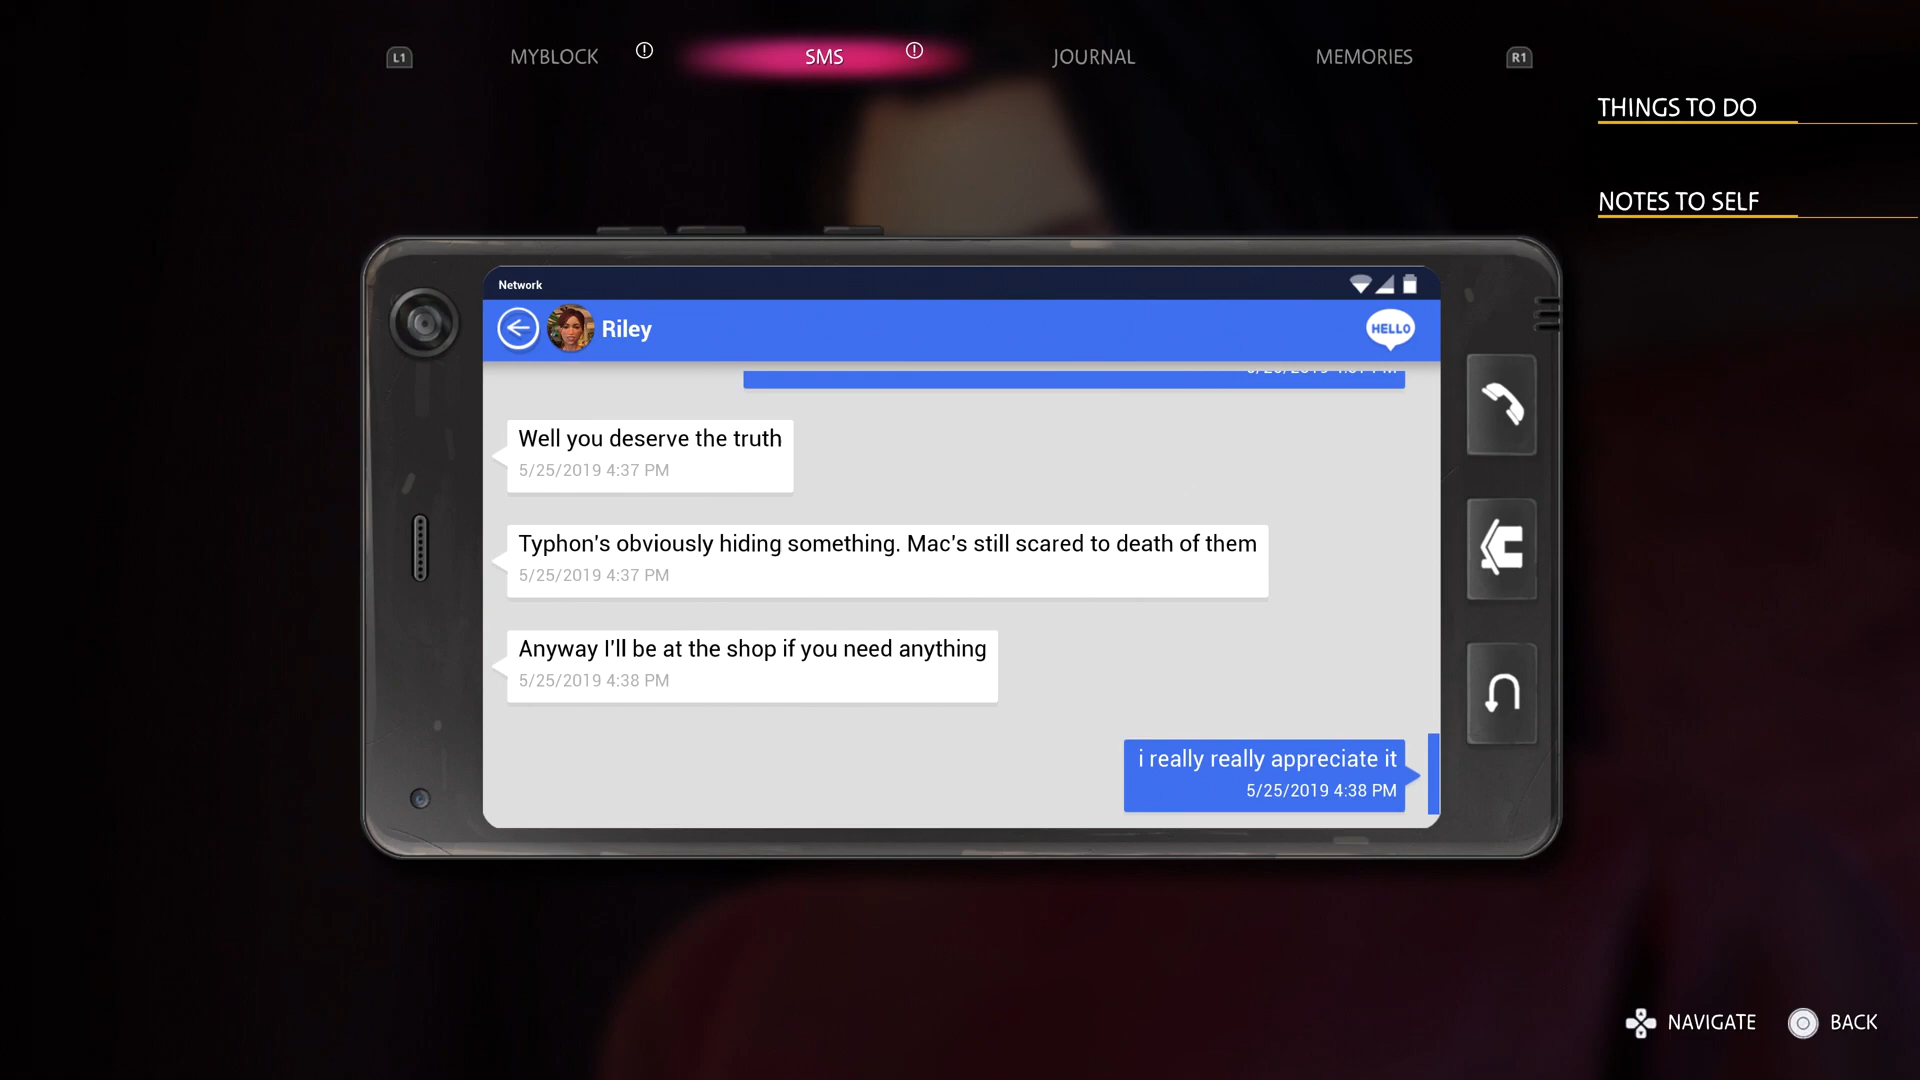 L1
MYBLOCK
SMS
JOURNAL
MEMORIES
R1
THINGS TO DO
NOTES TO SELF
Network
Riley
HELLO
Well you deserve the truth
5/25/2019 4:37 PM
Typhon's obviously hiding something. Mac's still scared to death of them
5/25/2019 4:37 PM
Anyway I'll be at the shop if you need anything
5/25/2019 4:38 PM
i really really appreciate it
5/25/2019 4:38 PM
NAVIGATE
BACK